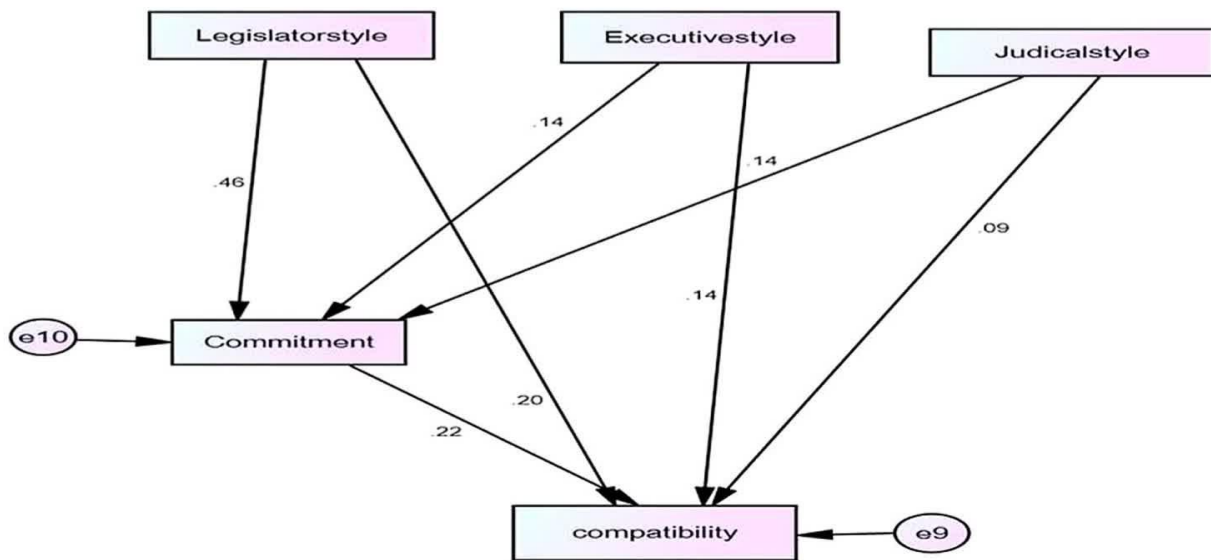 Legislatorstyle
Executivestyle
Judicalstyle
.14
.14
.46
.09
.14
e10
Commitment
.20
.22
compatibility
e9